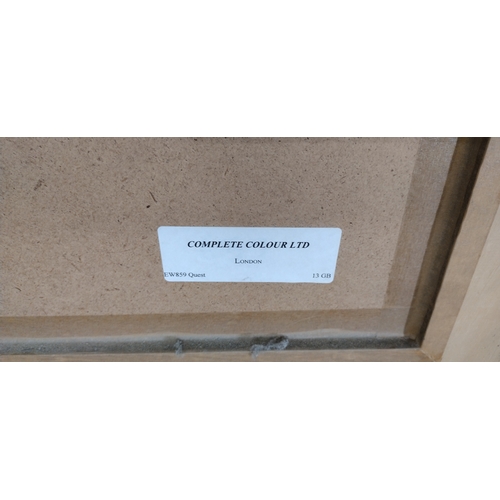 COMPLETE COLOUR LTD
LONDON
EW859 Quest 13 GB